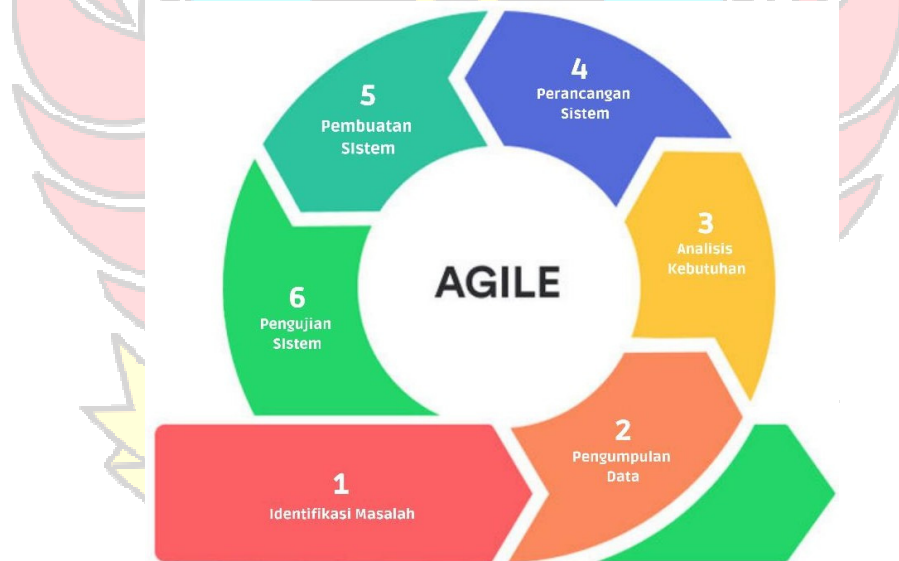 5
Pembuatan
SIstem
4
Perancangan
Sistem
3
Analisis
Kebutuhan
AGILE
6
Pengujian
SIstem
2
Pengumpulan
Data
1
Identifikasi Masalah